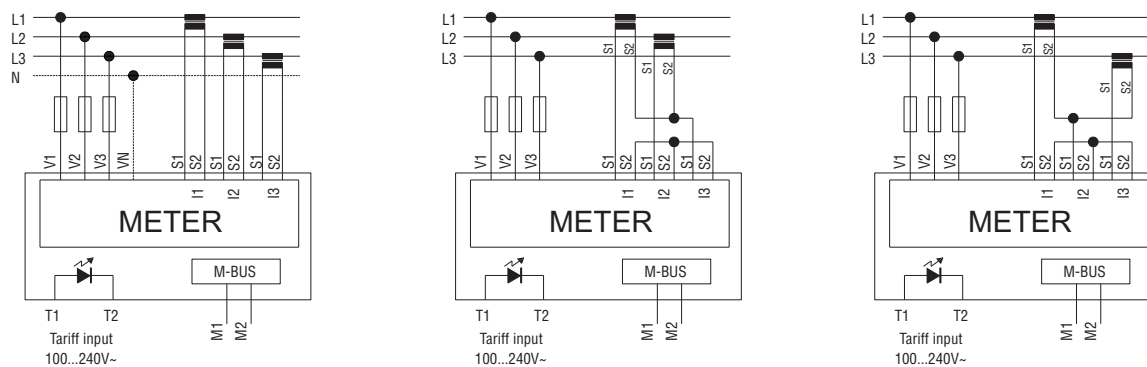 L1
L2
L3
N
V1 V2 V3 VN S1 S2 S1 S2 S1 S2
I1 I2 I3
METER
M-BUS
T1 T2 M1 M2
Tariff input
100...240V~
L1
L2
L3
S1 S2
S1 S2
V1 V2 V3 S1 S2 S1 S2 S1 S2
I1 I2 I3
METER
M-BUS
T1 T2 M1 M2
Tariff input
100...240V~
L1
L2
L3
S1 S2
S1 S2
V1 V2 V3 S1 S2 S1 S2 S1 S2
I1 I2 I3
METER
M-BUS
T1 T2 M1 M2
Tariff input
100...240V~